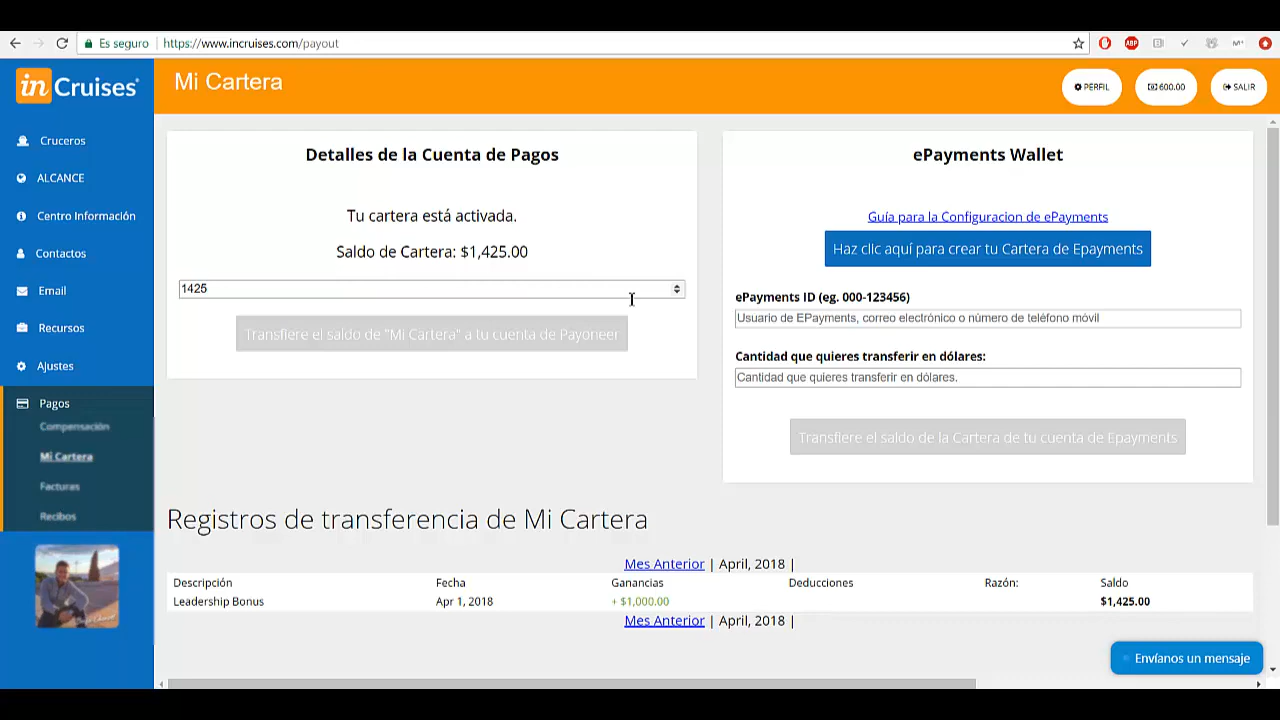 Es seguro
https://www.incruises.com/payout
ABP
in Cruises
Mi Cartera
PERFIL
600.00
SALIR
Cruceros
ALCANCE
Centro Información
Contactos
Email
Recursos
Ajustes
Pagos
Compensación
Mi Cartera
Facturas
Recibos
Detalles de la Cuenta de Pagos
Tu cartera está activada.
Saldo de Cartera: $1,425.00
1425
Transfiere el saldo de "Mi Cartera" a tu cuenta de Payoneer
ePayments Wallet
Guía para la Configuracion de ePayments
Haz clic aquí para crear tu Cartera de Epayments
ePayments ID (eg. 000-123456)
Usuario de EPayments, correo electrónico o número de teléfono móvil
Cantidad que quieres transferir en dólares:
Cantidad que quieres transferir en dólares.
Transfiere el saldo de la Cartera de tu cuenta de Epayments
Registros de transferencia de Mi Cartera
Mes Anterior | April, 2018 |
Descripción Fecha Ganancias Deducciones Razón: Saldo
Leadership Bonus Apr 1, 2018 + $1,000.00 $1,425.00
Mes Anterior | April, 2018 |
Envíanos un mensaje